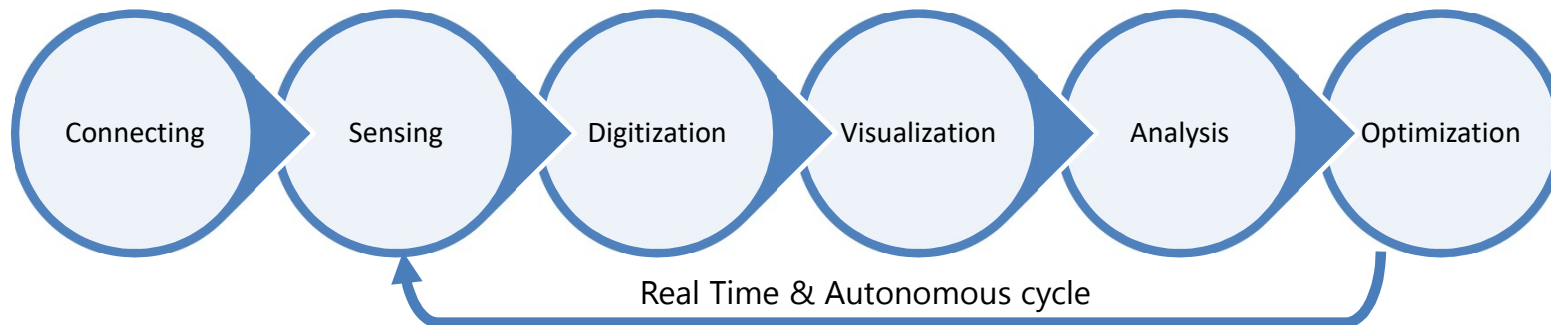 Connecting
Sensing
Digitization
Visualization
Analysis
Optimization
Real Time & Autonomous cycle